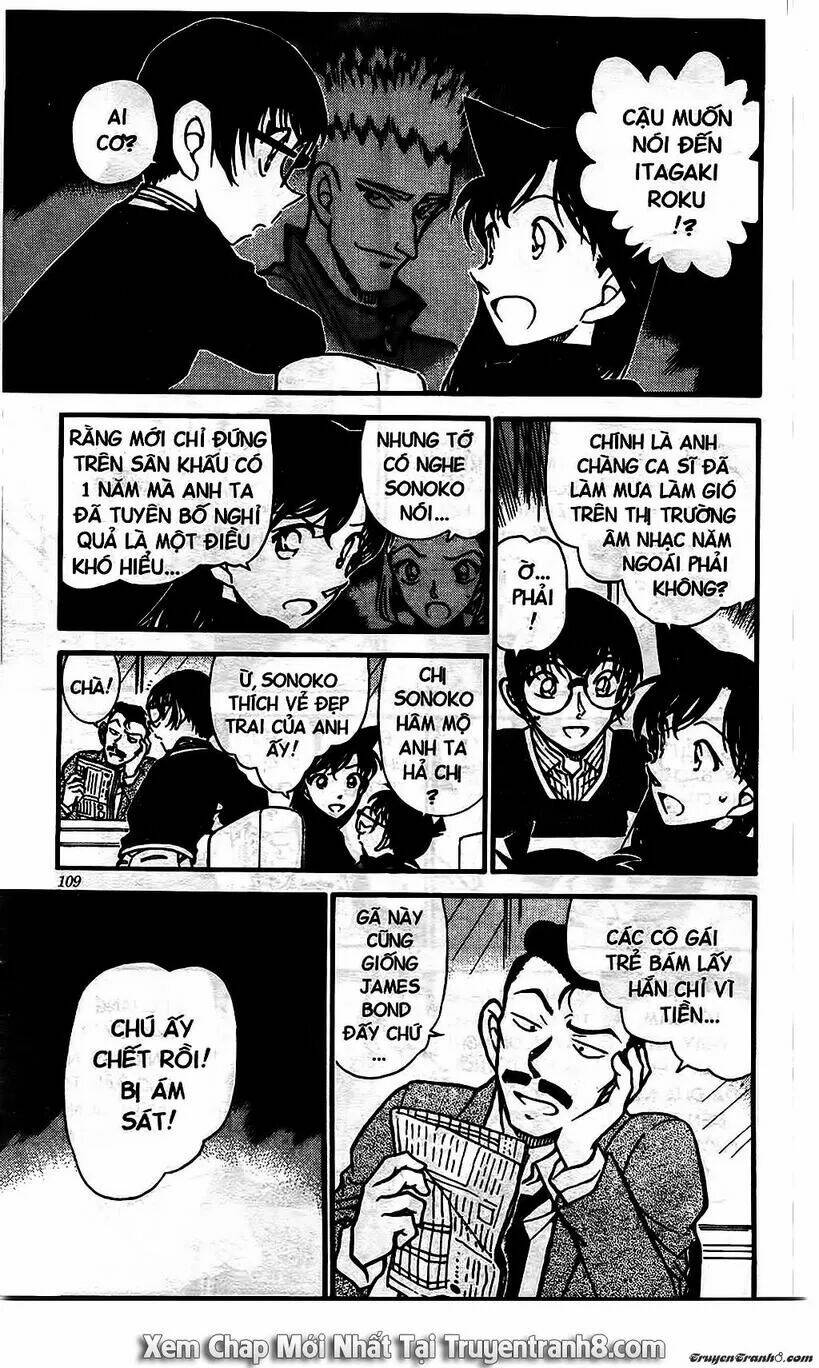 CẬU MUỐN
NÓI ĐẾN
ITAGAKI
ROKU
!?
AI
CƠ?
CHÍNH LÀ ANH
CHÀNG CA SĨ ĐÃ
LÀM MƯA LÀM GIÓ
TRÊN THỊ TRƯỜNG
ÂM NHẠC NĂM
NGOÁI PHẢI
KHÔNG?
Ờ...
PHẢI
!
NHƯNG TỚ
CÓ NGHE
SONOKO
NÓI...
RẰNG MỚI CHỈ ĐỨNG
TRÊN SÂN KHẤU CÓ
1 NĂM MÀ ANH TA
ĐÃ TUYÊN BỐ NGHỈ
QUẢ LÀ MỘT ĐIỀU
KHÓ HIỂU...
CHỊ
SONOKO
HÂM MỘ
ANH TA
HẢ CHỊ
?
Ừ, SONOKO
THÍCH VẺ ĐẸP
TRAI CỦA ANH
ẤY!
CHÀ!
109
CÁC CÔ GÁI
TRẺ BÁM LẤY
HẮN CHỈ VÌ
TIỀN...
GÃ NÀY
CŨNG
GIỐNG
JAMES
BOND
ĐẤY CHỨ
...
CHÚ ẤY
CHẾT RỒI!
BỊ ÁM
SÁT!
Xem Chap Mới Nhất Tại Truyentranh8.com
TruyenTranh8.com